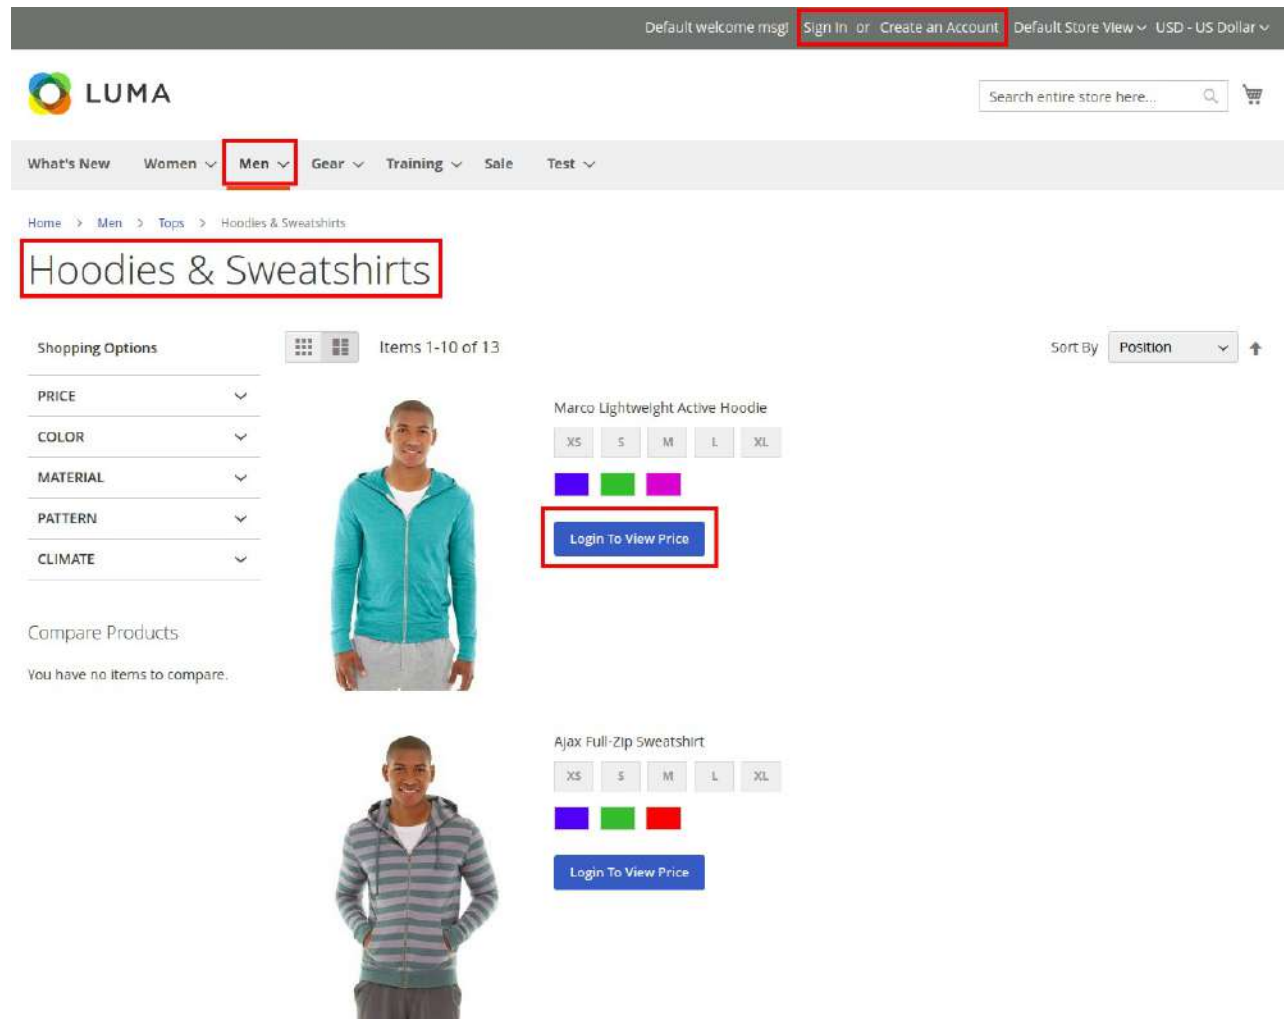 Default welcome msg! Sign In or Create an Account Default Store View USD - US Dollar
LUMA
Search entire store here...
What's New Women Men Gear Training Sale Test
Home > Men > Tops > Hoodies & Sweatshirts
Hoodies & Sweatshirts
Shopping Options
Items 1-10 of 13
Sort By Position
PRICE
COLOR
MATERIAL
PATTERN
CLIMATE
Compare Products
You have no items to compare.
Marco Lightweight Active Hoodie
XS S M L XL
Login To View Price
Ajax Full-Zip Sweatshirt
XS S M L XL
Login To View Price